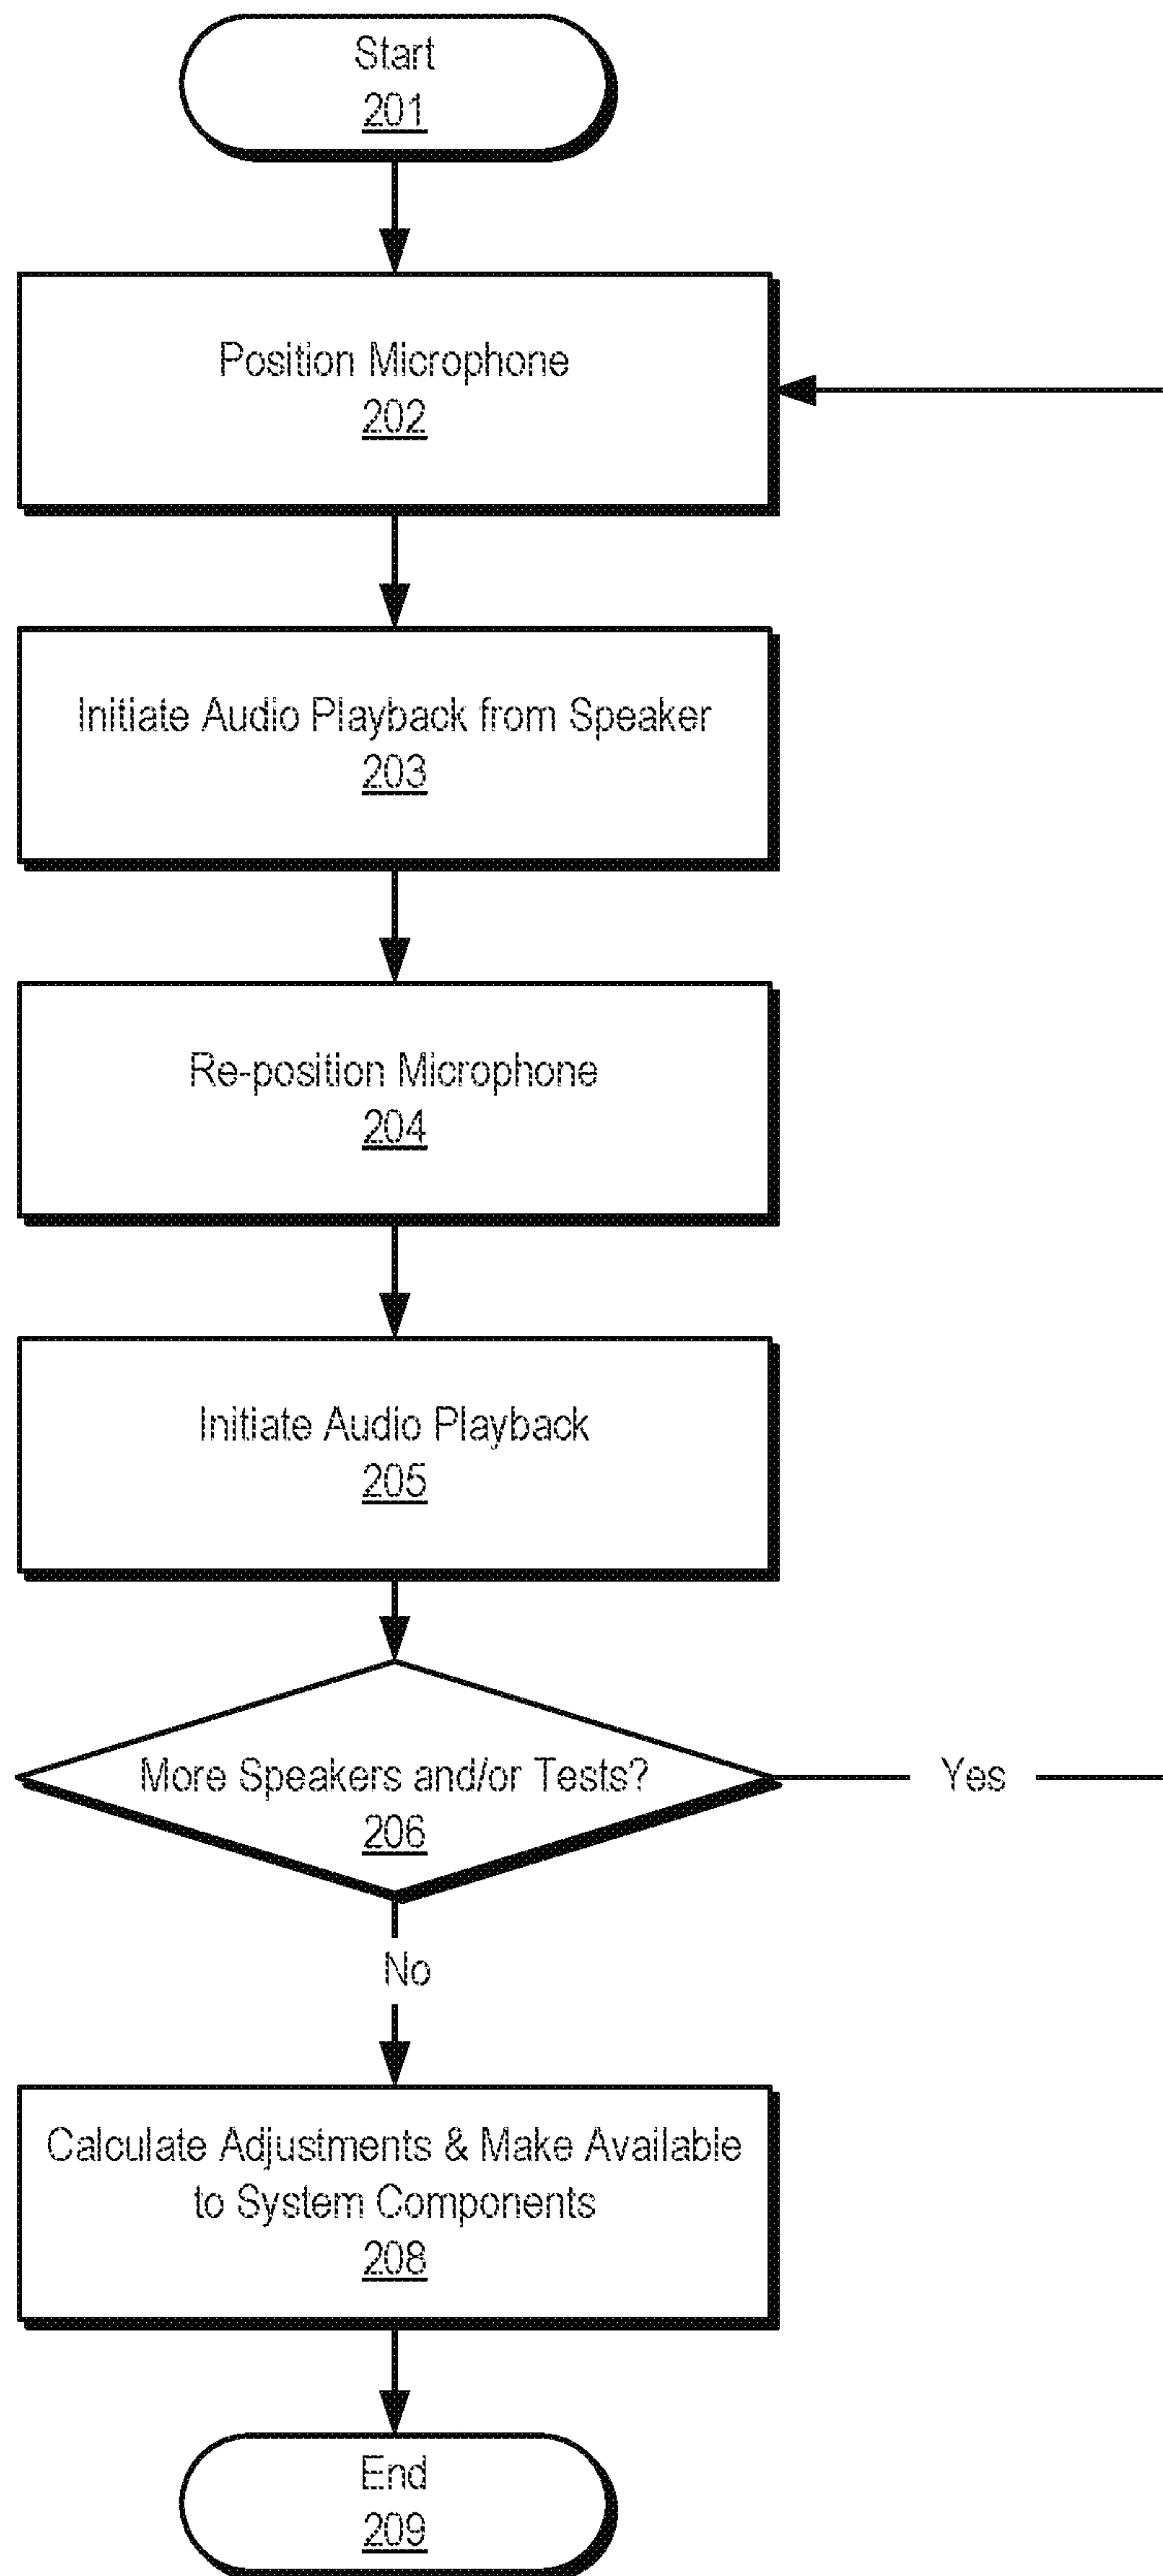 Start
201
Position Microphone
202
Initiate Audio Playback from Speaker
203
Re-position Microphone
204
Initiate Audio Playback
205
More Speakers and/or Tests?
206
Yes
No
Calculate Adjustments & Make Available
to System Components
208
End
209